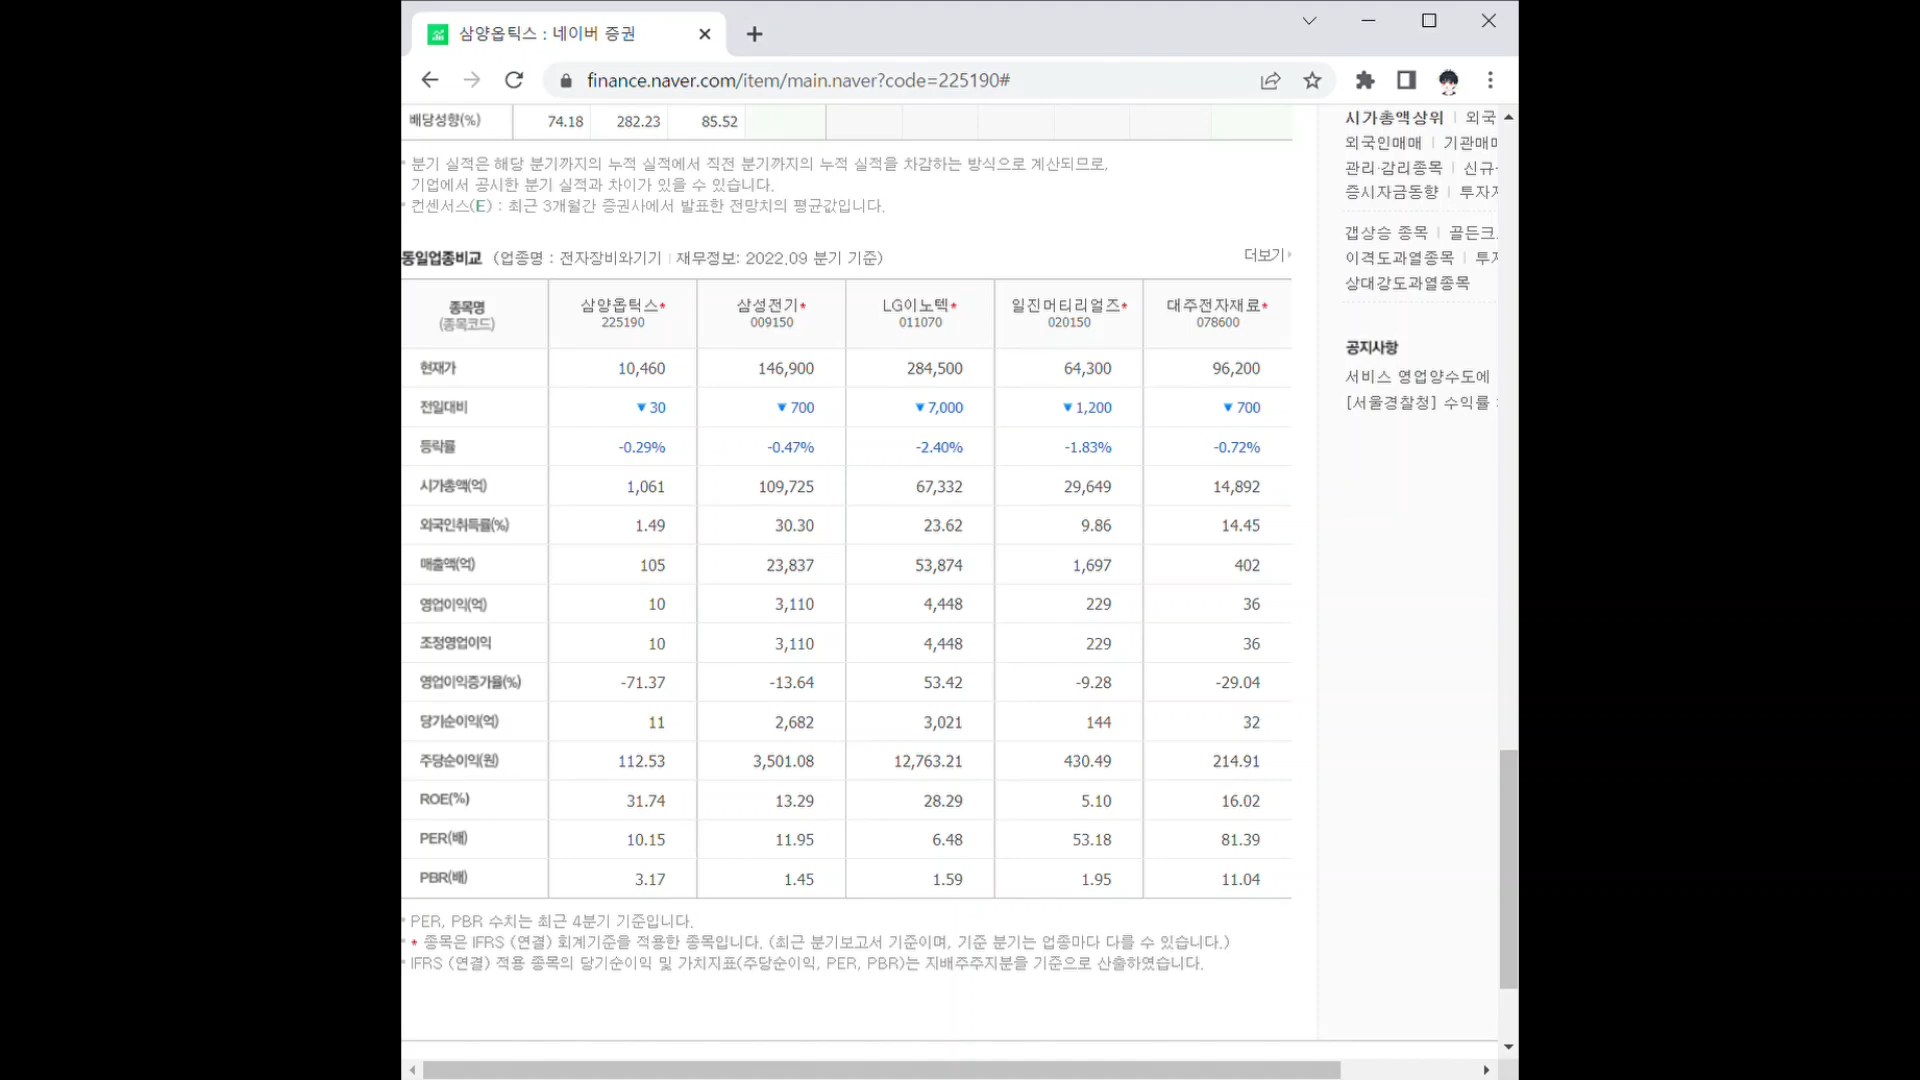 삼양옵틱스 : 네이버 증권
finance.naver.com/item/main.naver?code=225190#
배당성향(%) 74.18 282.23 85.52
* 분기 실적은 해당 분기까지의 누적 실적에서 직전 분기까지의 누적 실적을 차감하는 방식으로 계산되므로,
기업에서 공시한 분기 실적과 차이가 있을 수 있습니다.
* 컨센서스(E) : 최근 3개월간 증권사에서 발표한 전망치의 평균값입니다.
동일업종비교 (업종명 : 전자장비와기기 | 재무정보: 2022.09 분기 기준) 더보기
종목명 삼양옵틱스* 삼성전기* LG이노텍* 일진머티리얼즈* 대주전자재료*
(종목코드) 225190 009150 011070 020150 078600
현재가 10,460 146,900 284,500 64,300 96,200
전일대비 ▼30 ▼700 ▼7,000 ▼1,200 ▼700
등락률 -0.29% -0.47% -2.40% -1.83% -0.72%
시가총액(억) 1,061 109,725 67,332 29,649 14,892
외국인취득률(%) 1.49 30.30 23.62 9.86 14.45
매출액(억) 105 23,837 53,874 1,697 402
영업이익(억) 10 3,110 4,448 229 36
조정영업이익 10 3,110 4,448 229 36
영업이익증가율(%) -71.37 -13.64 53.42 -9.28 -29.04
당기순이익(억) 11 2,682 3,021 144 32
주당순이익(원) 112.53 3,501.08 12,763.21 430.49 214.91
ROE(%) 31.74 13.29 28.29 5.10 16.02
PER(배) 10.15 11.95 6.48 53.18 81.39
PBR(배) 3.17 1.45 1.59 1.95 11.04
* PER, PBR 수치는 최근 4분기 기준입니다.
* * 종목은 IFRS (연결) 회계기준을 적용한 종목입니다. (최근 분기보고서 기준이며, 기준 분기는 업종마다 다를 수 있습니다.)
* IFRS (연결) 적용 종목의 당기순이익 및 가치지표(주당순이익, PER, PBR)는 지배주주지분을 기준으로 산출하였습니다.
시가총액상위 | 외국
외국인매매 | 기관매매
관리·감리종목 | 신규
증시자금동향 | 투자
갭상승 종목 | 골든크
이격도과열종목 | 투
상대강도과열종목
공지사항
서비스 영업양수도에
[서울경찰청] 수익률